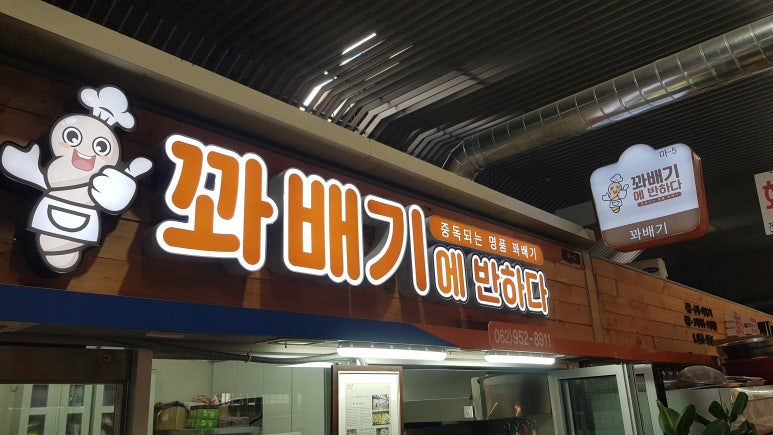 꽈배기
중독되는 명품 꽈배기
에 반하다
062)952-8911
마-5
꽈배기
에 반하다
꽈배기